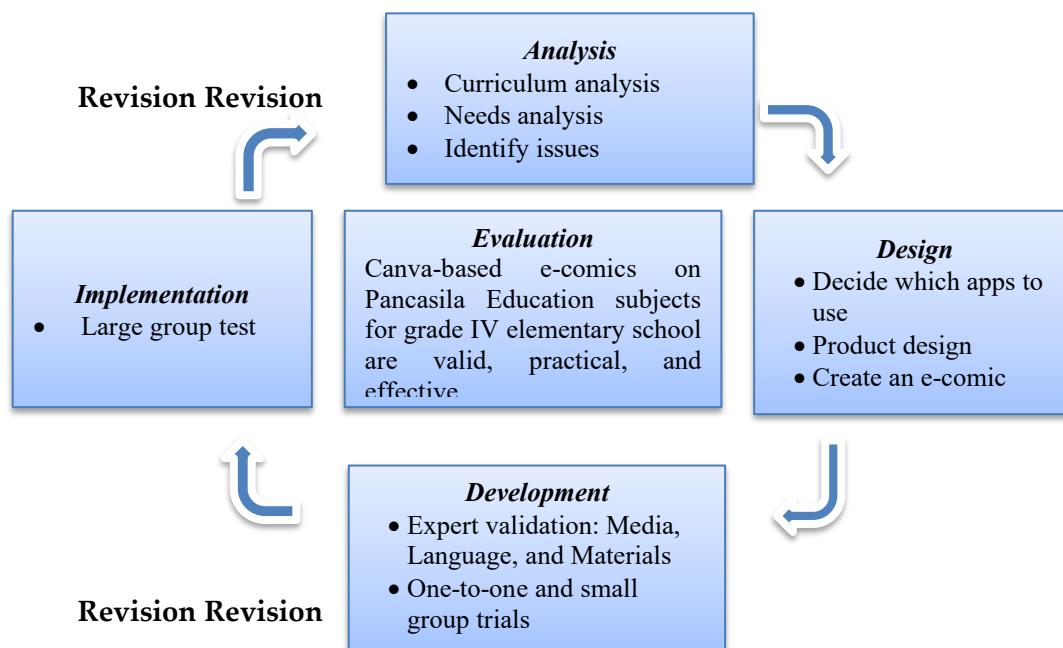 Analysis
• Curriculum analysis
• Needs analysis
• Identify issues
Revision Revision
Implementation
• Large group test
Evaluation
Canva-based e-comics on
Pancasila Education subjects
for grade IV elementary school
are valid, practical, and
effective
Design
• Decide which apps to
use
• Product design
• Create an e-comic
Development
• Expert validation: Media,
Language, and Materials
• One-to-one and small
group trials
Revision Revision